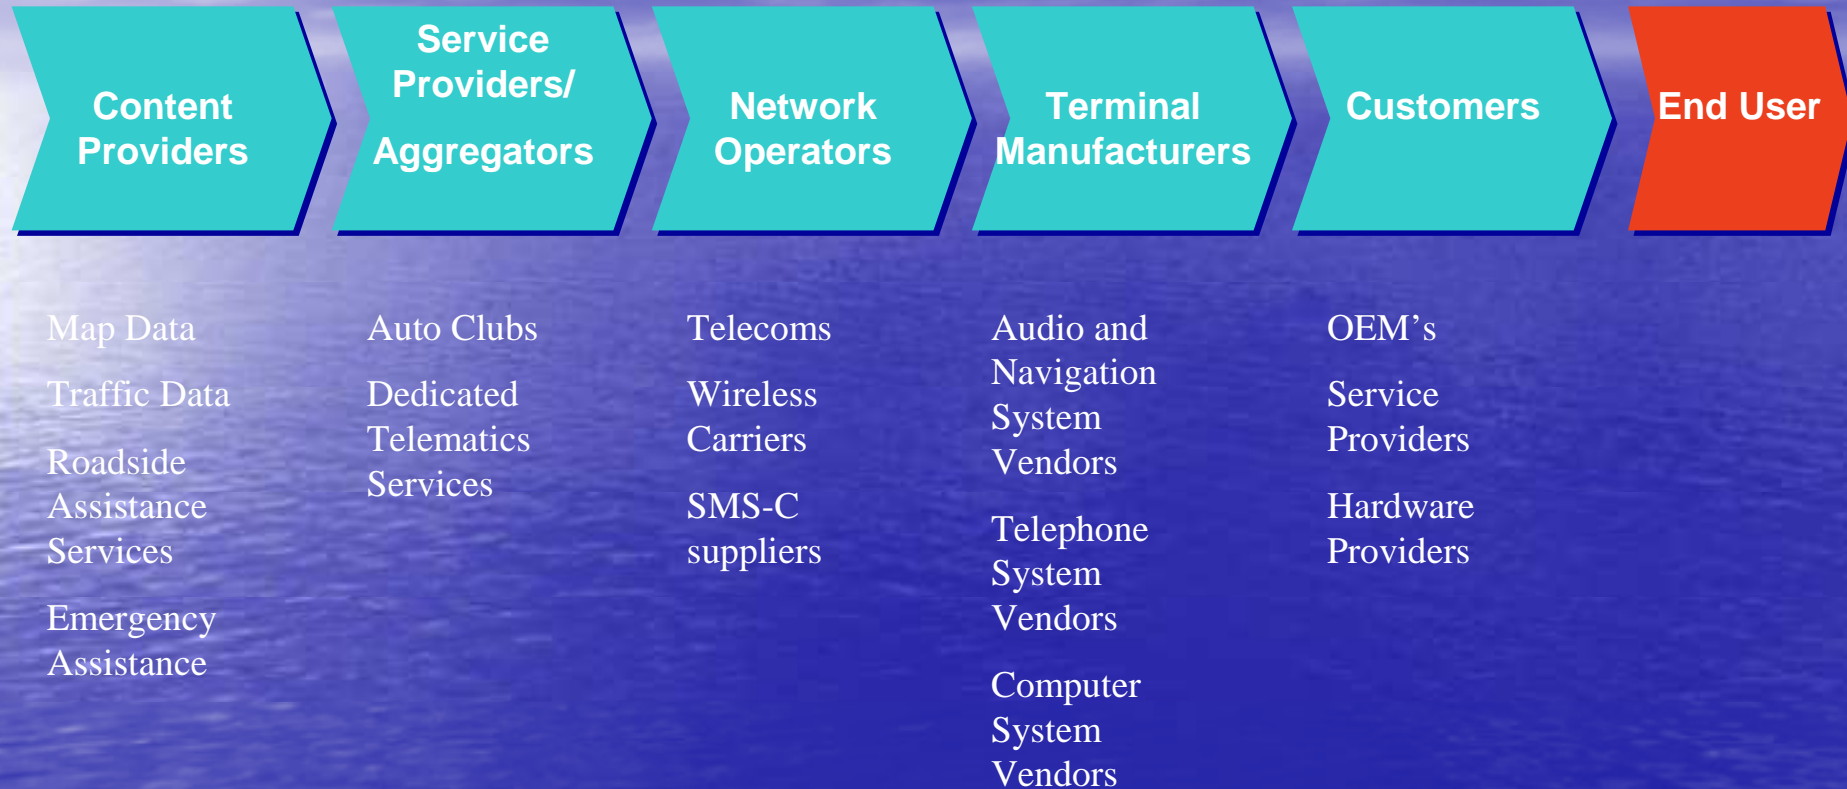 Content
Providers
Service
Providers/
Aggregators
Network
Operators
Terminal
Manufacturers
Customers
End User
Map Data
Traffic Data
Roadside
Assistance
Services
Emergency
Assistance
Auto Clubs
Dedicated
Telematics
Services
Telecoms
Wireless
Carriers
SMS-C
suppliers
Audio and
Navigation
System
Vendors
Telephone
System
Vendors
Computer
System
Vendors
OEM’s
Service
Providers
Hardware
Providers